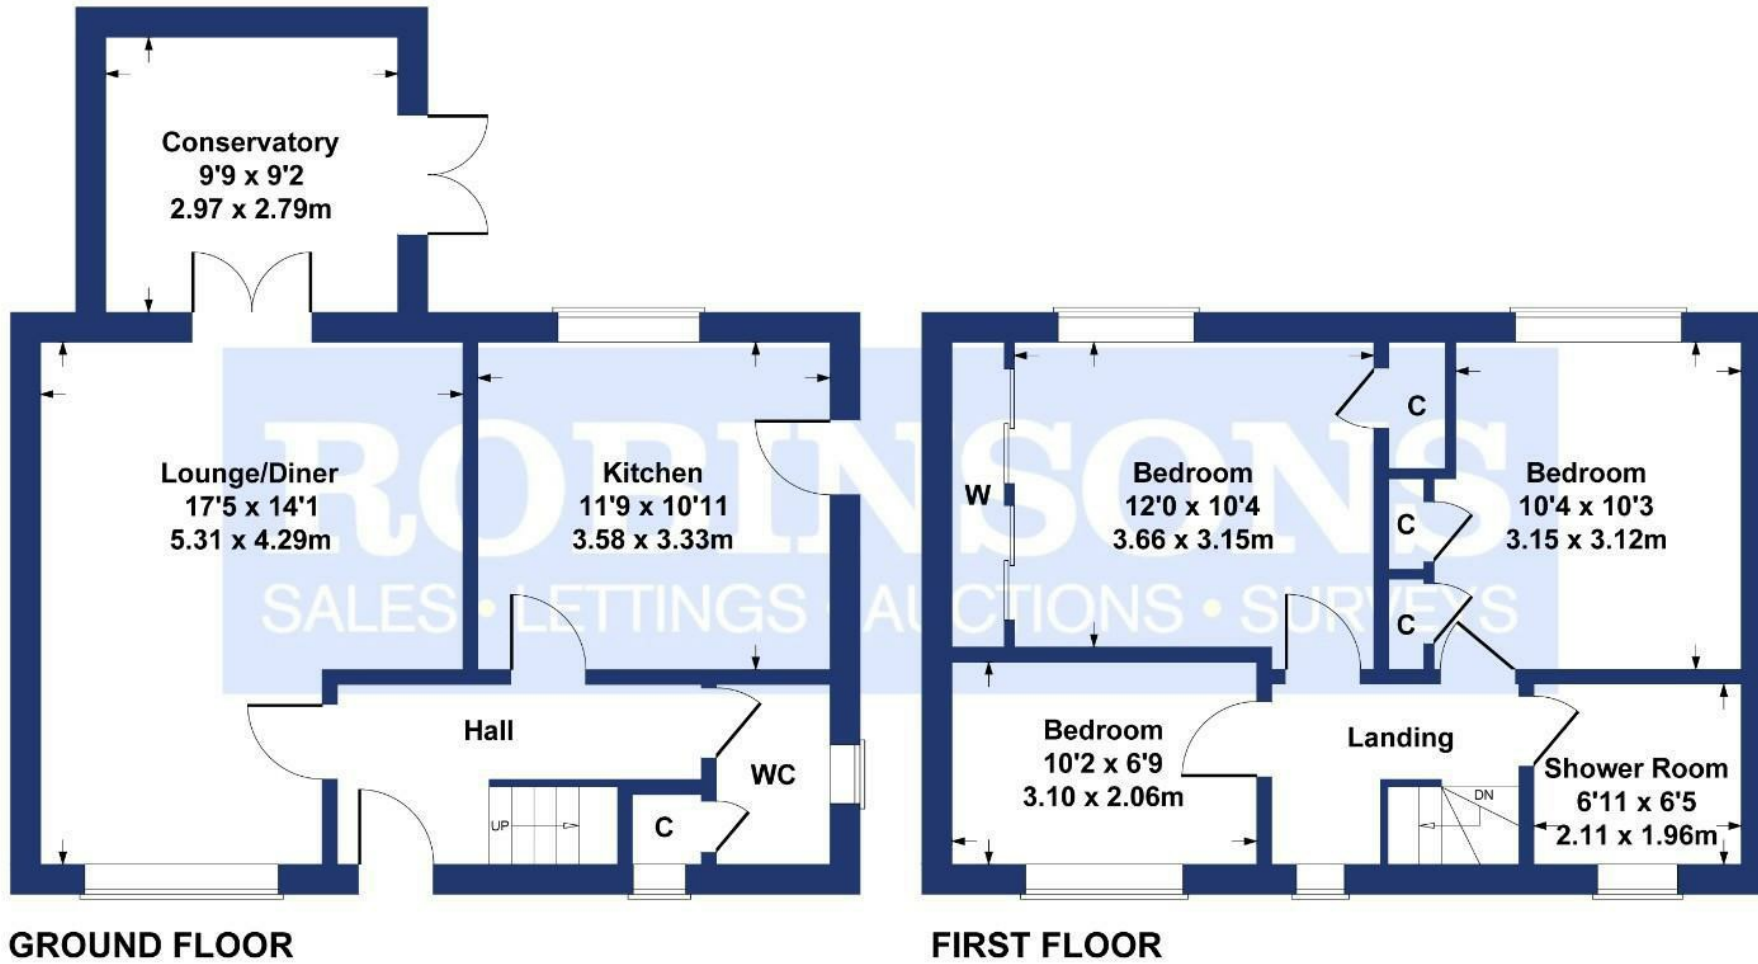 Conservatory
9'9 x 9'2
2.97 x 2.79m
Lounge/Diner
17'5 x 14'1
5.31 x 4.29m
Kitchen
11'9 x 10'11
3.58 x 3.33m
Hall
WC
UP
C
GROUND FLOOR
W
Bedroom
12'0 x 10'4
3.66 x 3.15m
C
C
C
Bedroom
10'4 x 10'3
3.15 x 3.12m
Bedroom
10'2 x 6'9
3.10 x 2.06m
Landing
DN
Shower Room
6'11 x 6'5
2.11 x 1.96m
FIRST FLOOR
ROBINSONS
SALES • LETTINGS • AUCTIONS • SURVEYS